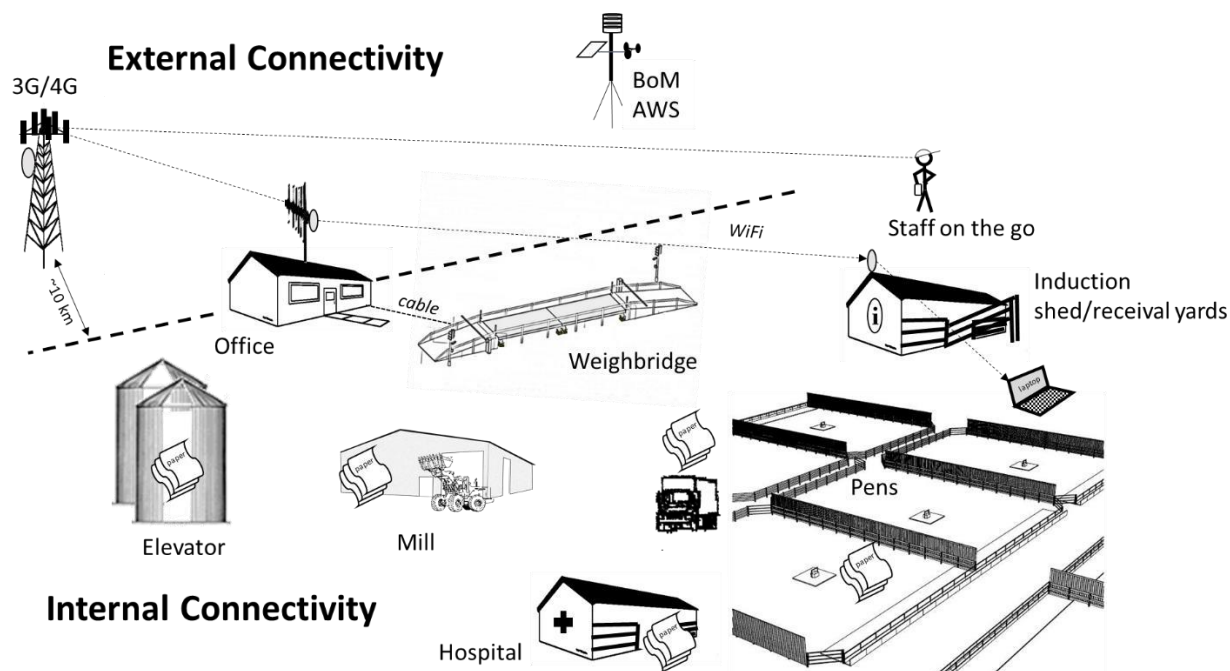 External Connectivity
3G/4G
BoM
AWS
WiFi
Staff on the go
~10 km
cable
Office
Weighbridge
i
Induction
shed/receival yards
laptop
paper
paper
paper
Pens
Elevator
Mill
paper
Internal Connectivity
Hospital
paper